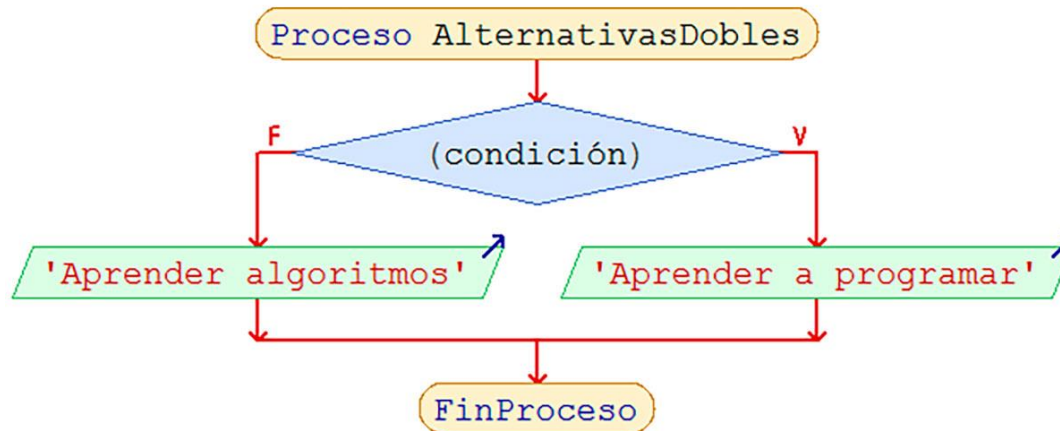 Proceso AlternativasDobles
(condición)
F
V
'Aprender algoritmos'
'Aprender a programar'
FinProceso